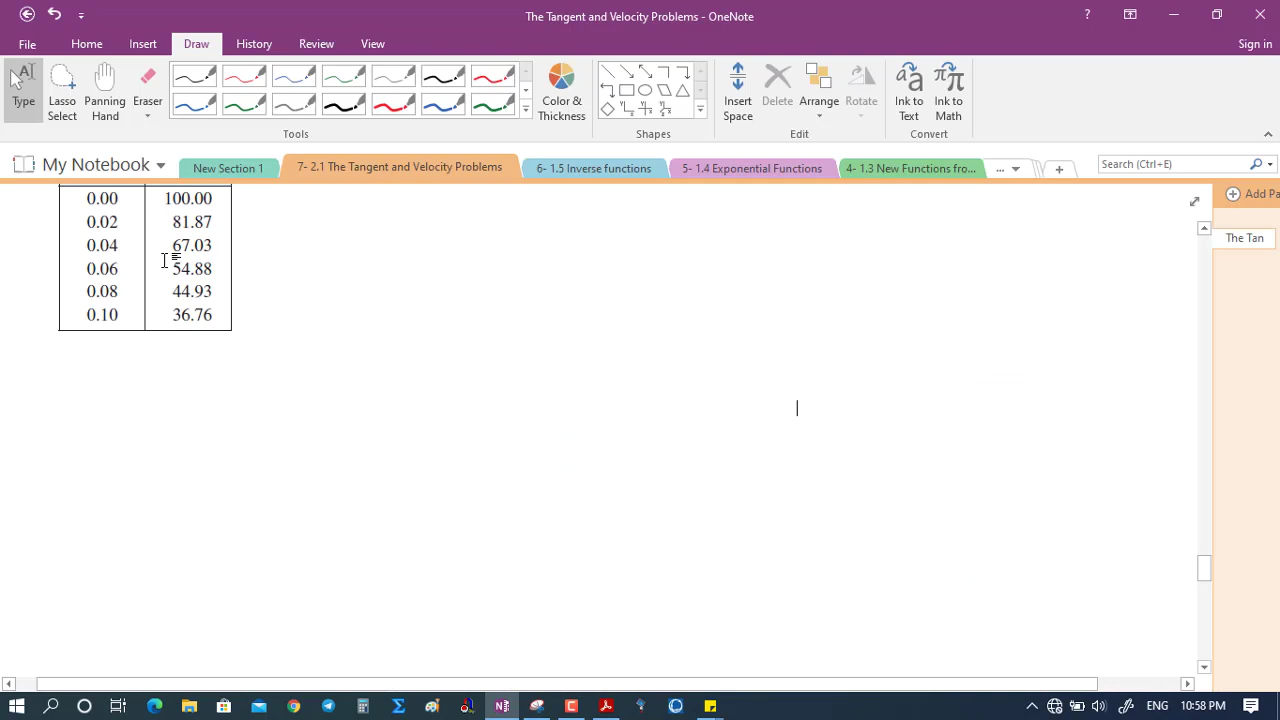 The Tangent and Velocity Problems - OneNote
?
File Home Insert Draw History Review View Sign in
Type
Lasso Select
Panning Hand
Eraser
Color & Thickness
Insert Space
Delete
Arrange
Rotate
Ink to Text
Ink to Math
Tools Shapes Edit Convert
My Notebook New Section 1 7- 2.1 The Tangent and Velocity Problems 6- 1.5 Inverse functions 5- 1.4 Exponential Functions 4- 1.3 New Functions fro... ... Search (Ctrl+E)
Add Pa
The Tan
0.00 100.00
0.02 81.87
0.04 67.03
0.06 54.88
0.08 44.93
0.10 36.76
ENG 10:58 PM